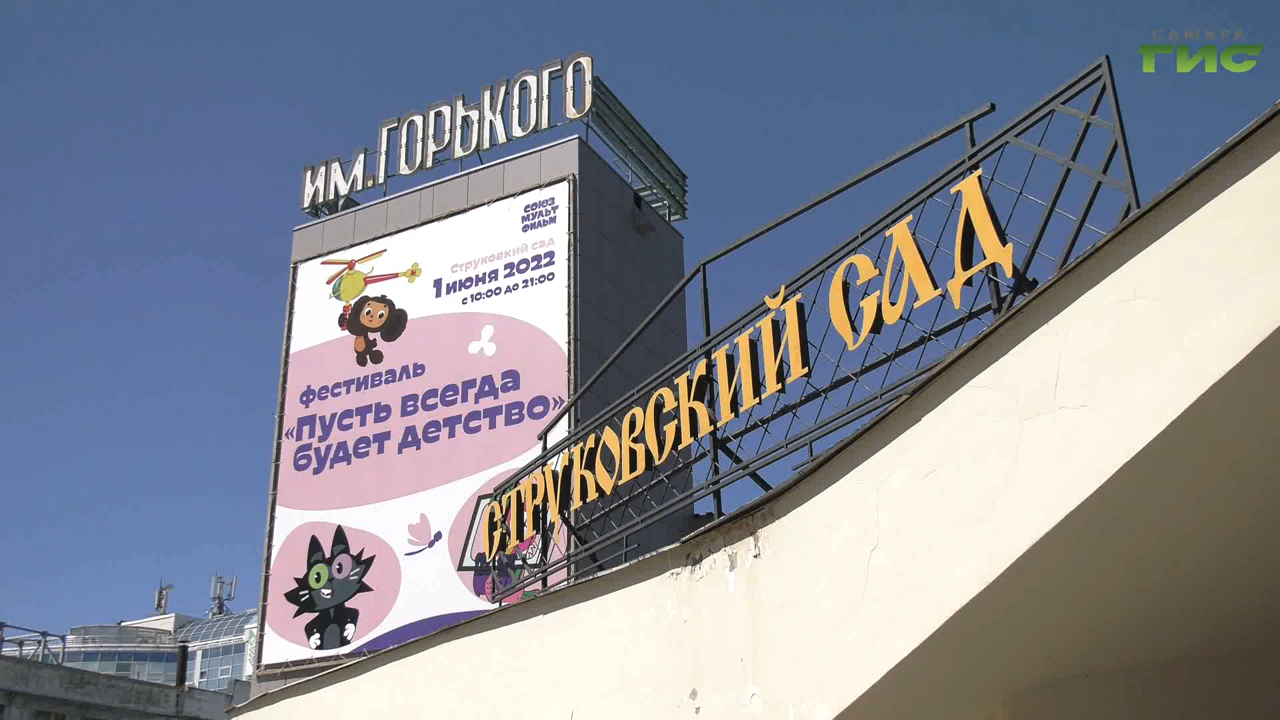 САМАРА
ГИС
ИМ.ГОРЬКОГО
СОЮЗ
МУЛЬТ
ФИЛЬМ
Струковкий сад
1 июня 2022
с 10:00 до 21:00
фестиваль
«Пусть всегда
будет детство»
СТРУКОВСКИЙ САД